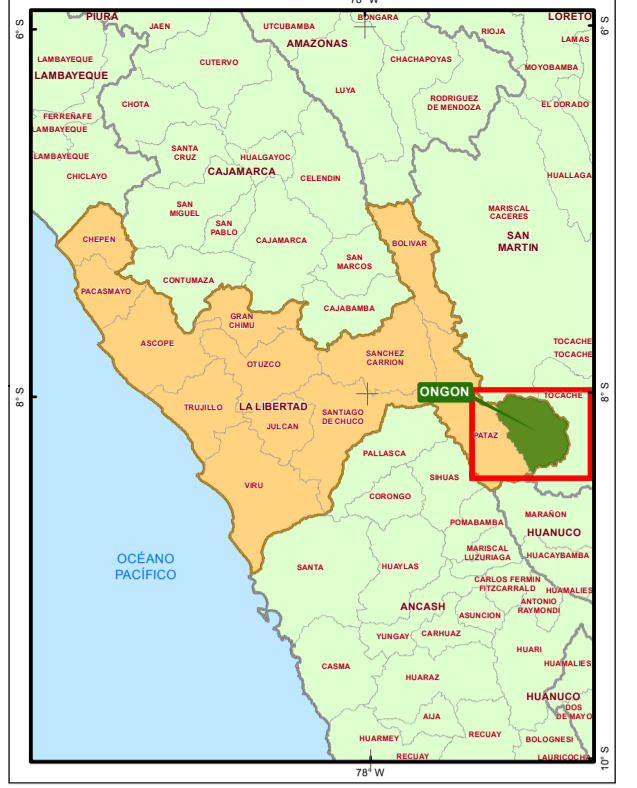 78° W
PIURA
JAEN
UTCUBAMBA
BONGARA
LORETO
6° S
6° S
RIOJA
LAMAS
AMAZONAS
LAMBAYEQUE
CUTERVO
CHACHAPOYAS
MOYOBAMBA
LAMBAYEQUE
LUYA
CHOTA
RODRIGUEZ
DE MENDOZA
EL DORADO
FERREÑAFE
LAMBAYEQUE
SANTA
CRUZ
HUALGAYOC
LAMBAYEQUE
CAJAMARCA
CHICLAYO
CELENDIN
HUALLAGA
SAN
MIGUEL
MARISCAL
CACERES
SAN
PABLO
SAN
MARTIN
CHEPEN
CAJAMARCA
BOLIVAR
SAN
MARCOS
CONTUMAZA
PACASMAYO
CAJABAMBA
GRAN
CHIMU
ASCOPE
TOCACHE
TOCACHE
SANCHEZ
CARRION
OTUZCO
8° S
ONGON
8° S
TOCACHE
TRUJILLO
LA LIBERTAD
SANTIAGO
DE CHUCO
JULCAN
PATAZ
PALLASCA
SIHUAS
VIRU
CORONGO
MARAÑON
POMABAMBA
HUANUCO
OCÉANO
PACÍFICO
MARISCAL
LUZURIAGA
HUACAYBAMBA
SANTA
HUAYLAS
CARLOS FERMIN
FITZCARRALD
HUAMALIES
ANCASH
ANTONIO
RAYMONDI
ASUNCION
YUNGAY
CARHUAZ
HUARI
CASMA
HUAMALIES
HUARAZ
HUANUCO
DOS
DE MAYO
AIJA
HUARMEY
RECUAY
BOLOGNESI
RECUAY
LAURICOCHA
10° S
78° W